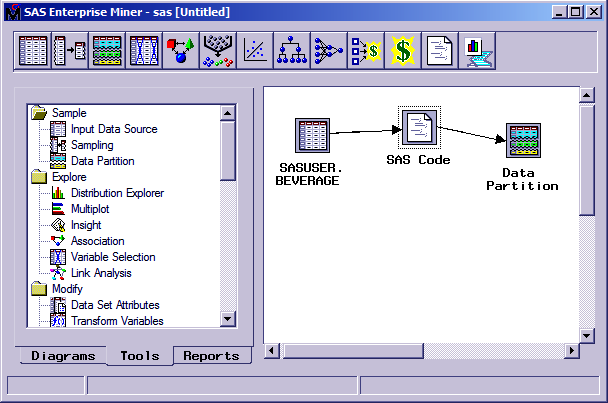 SAS Enterprise Miner - sas [Untitled]
Sample
Input Data Source
Sampling
Data Partition
Explore
Distribution Explorer
Multiplot
Insight
Association
Variable Selection
Link Analysis
Modify
Data Set Attributes
Transform Variables
Diagrams Tools Reports
SASUSER.
BEVERAGE
SAS Code
Data
Partition